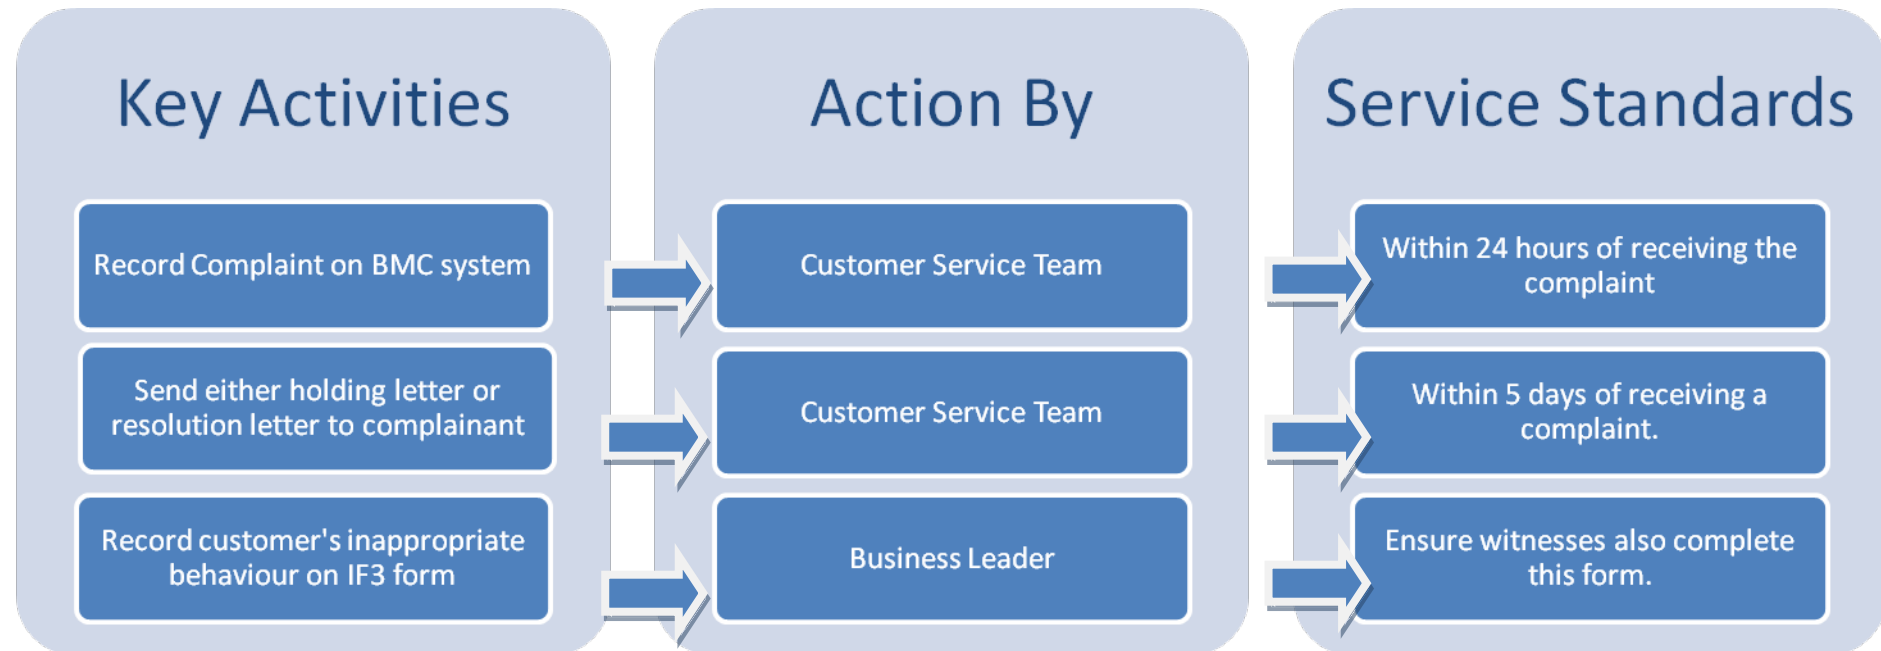 Key Activities
Action By
Service Standards
Record Complaint on BMC system
Customer Service Team
Within 24 hours of receiving the
complaint
Send either holding letter or
resolution letter to complainant
Customer Service Team
Within 5 days of receiving a
complaint.
Record customer's inappropriate
behaviour on IF3 form
Business Leader
Ensure witnesses also complete
this form.